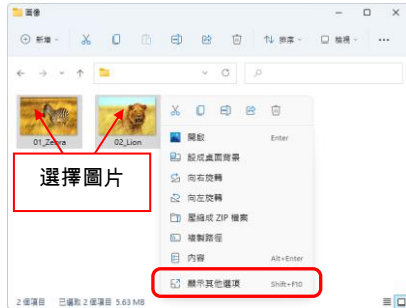 圖像
新增
排序
檢視
01_Zebra
02_Lion
選擇圖片
開啟 Enter
設成桌面背景
向右旋轉
向左旋轉
壓縮成 ZIP 檔案
複製路徑
內容 Alt+Enter
顯示其他選項 Shift+F10
2 個項目 已選取 2 個項目 5.63 MB